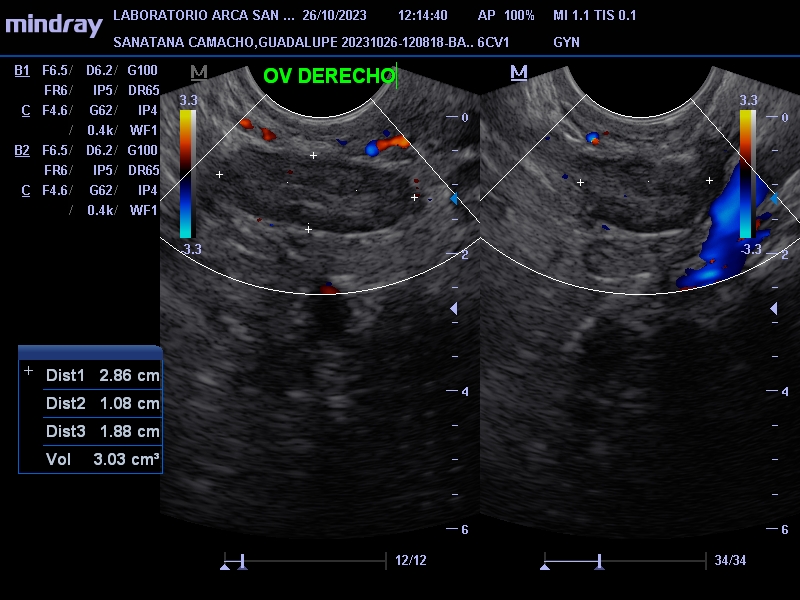 mindray
LABORATORIO ARCA SAN ... 26/10/2023 12:14:40 AP 100% MI 1.1 TIS 0.1
SANATANA CAMACHO,GUADALUPE 20231026-120818-BA.. 6CV1 GYN
B1 F6.5/ D6.2/ G100
FR6/ IP5/ DR65
C F4.6/ G62/ IP4
/ 0.4k/ WF1
B2 F6.5/ D6.2/ G100
FR6/ IP5/ DR65
C F4.6/ G62/ IP4
/ 0.4k/ WF1
M
OV DERECHO
3.3
-3.3
0
2
4
6
12/12
M
3.3
-3.3
0
2
4
6
34/34
+ Dist1 2.86 cm
Dist2 1.08 cm
Dist3 1.88 cm
Vol 3.03 cm³